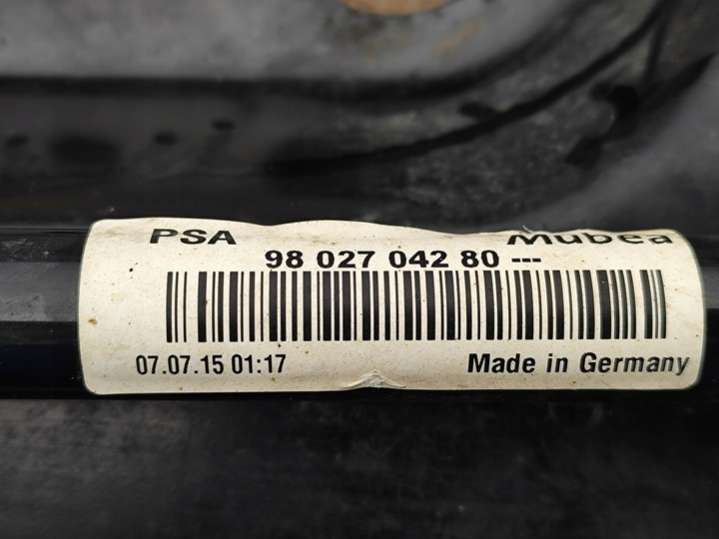 PSA Mubea
98 027 042 80 ---
07.07.15 01:17 Made in Germany